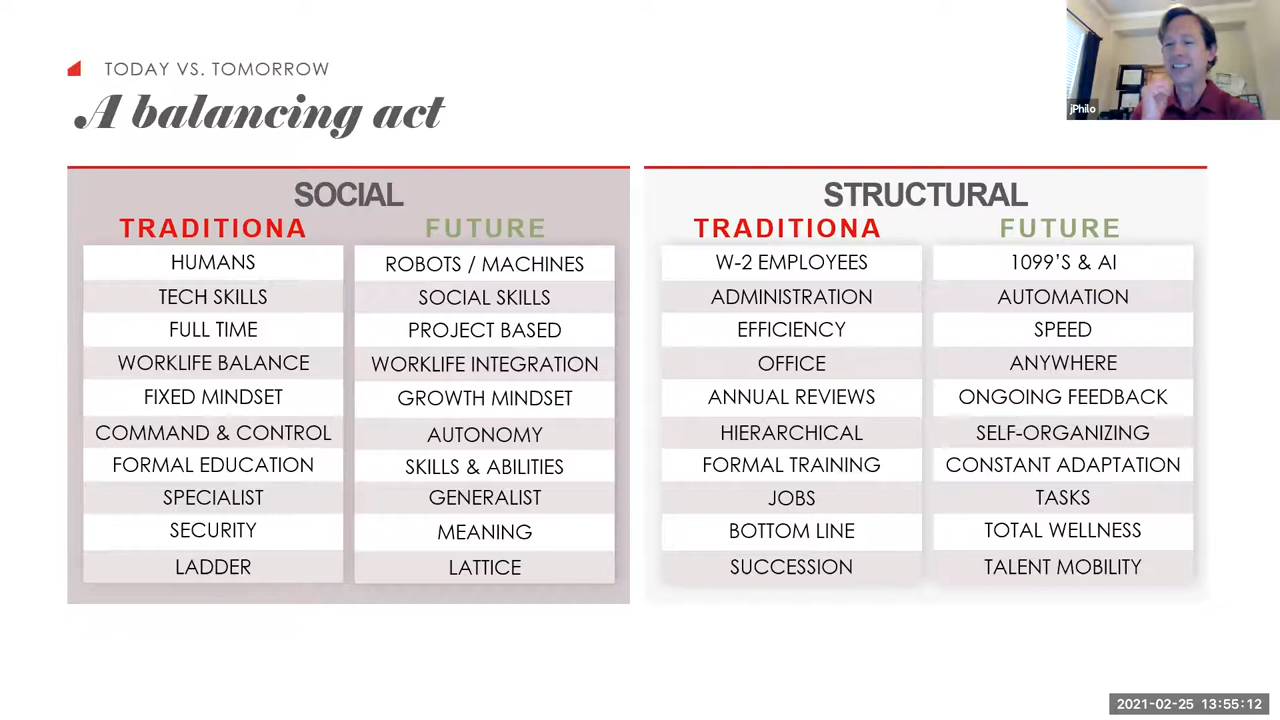 TODAY VS. TOMORROW
A balancing act
jPhilo
SOCIAL
TRADITIONA FUTURE
HUMANS ROBOTS / MACHINES
TECH SKILLS SOCIAL SKILLS
FULL TIME PROJECT BASED
WORKLIFE BALANCE WORKLIFE INTEGRATION
FIXED MINDSET GROWTH MINDSET
COMMAND & CONTROL AUTONOMY
FORMAL EDUCATION SKILLS & ABILITIES
SPECIALIST GENERALIST
SECURITY MEANING
LADDER LATTICE
STRUCTURAL
TRADITIONA FUTURE
W-2 EMPLOYEES 1099’S & AI
ADMINISTRATION AUTOMATION
EFFICIENCY SPEED
OFFICE ANYWHERE
ANNUAL REVIEWS ONGOING FEEDBACK
HIERARCHICAL SELF-ORGANIZING
FORMAL TRAINING CONSTANT ADAPTATION
JOBS TASKS
BOTTOM LINE TOTAL WELLNESS
SUCCESSION TALENT MOBILITY
2021-02-25 13:55:12